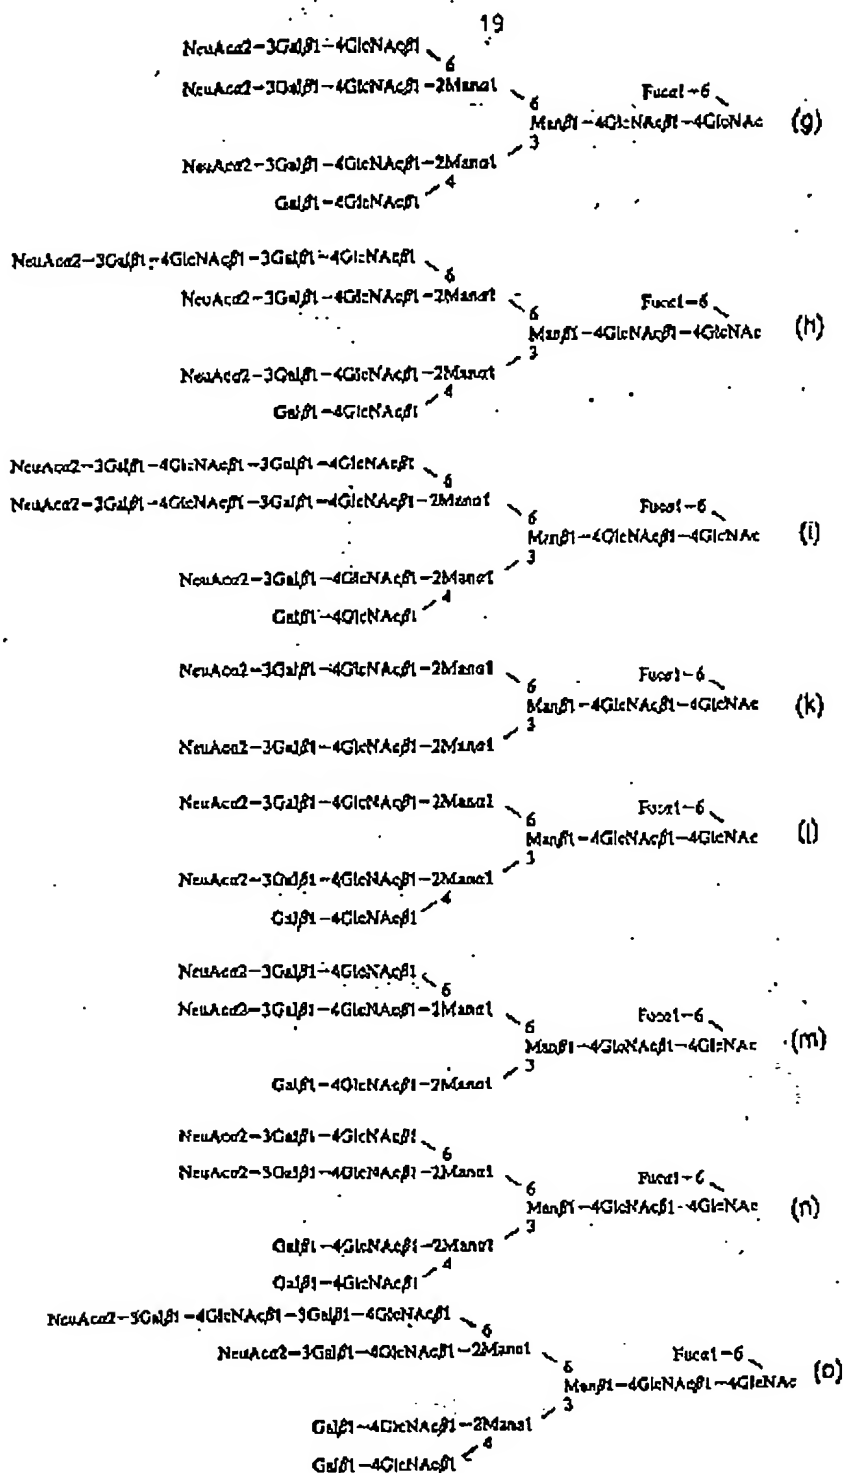 19
NeuAcα2-3Galβ1-4GlcNAcβ1
6
NeuAcα2-3Galβ1-4GlcNAcβ1-2Manα1
6
Fucα1-6
Manβ1-4GlcNAcβ1-4GlcNAc (g)
3
NeuAcα2-3Galβ1-4GlcNAcβ1-2Manα1
4
Galβ1-4GlcNAcβ1
NeuAcα2-3Galβ1-4GlcNAcβ1-3Galβ1-4GlcNAcβ1
6
NeuAcα2-3Galβ1-4GlcNAcβ1-2Manα1
6
Fucα1-6
Manβ1-4GlcNAcβ1-4GlcNAc (h)
3
NeuAcα2-3Galβ1-4GlcNAcβ1-2Manα1
4
Galβ1-4GlcNAcβ1
NeuAcα2-3Galβ1-4GlcNAcβ1-3Galβ1-4GlcNAcβ1
6
NeuAcα2-3Galβ1-4GlcNAcβ1-3Galβ1-4GlcNAcβ1-2Manα1
6
Fucα1-6
Manβ1-4GlcNAcβ1-4GlcNAc (i)
3
NeuAcα2-3Galβ1-4GlcNAcβ1-2Manα1
4
Galβ1-4GlcNAcβ1
NeuAcα2-3Galβ1-4GlcNAcβ1-2Manα1
6
Fucα1-6
Manβ1-4GlcNAcβ1-4GlcNAc (k)
3
NeuAcα2-3Galβ1-4GlcNAcβ1-2Manα1
NeuAcα2-3Galβ1-4GlcNAcβ1-2Manα1
6
Fucα1-6
Manβ1-4GlcNAcβ1-4GlcNAc (l)
3
NeuAcα2-3Galβ1-4GlcNAcβ1-2Manα1
4
Galβ1-4GlcNAcβ1
NeuAcα2-3Galβ1-4GlcNAcβ1
6
NeuAcα2-3Galβ1-4GlcNAcβ1-2Manα1
6
Fucα1-6
Manβ1-4GlcNAcβ1-4GlcNAc (m)
3
Galβ1-4GlcNAcβ1-2Manα1
NeuAcα2-3Galβ1-4GlcNAcβ1
6
NeuAcα2-3Galβ1-4GlcNAcβ1-2Manα1
6
Fucα1-6
Manβ1-4GlcNAcβ1-4GlcNAc (n)
3
Galβ1-4GlcNAcβ1-2Manα1
4
Galβ1-4GlcNAcβ1
NeuAcα2-3Galβ1-4GlcNAcβ1-3Galβ1-4GlcNAcβ1
6
NeuAcα2-3Galβ1-4GlcNAcβ1-2Manα1
6
Fucα1-6
Manβ1-4GlcNAcβ1-4GlcNAc (o)
3
Galβ1-4GlcNAcβ1-2Manα1
4
Galβ1-4GlcNAcβ1